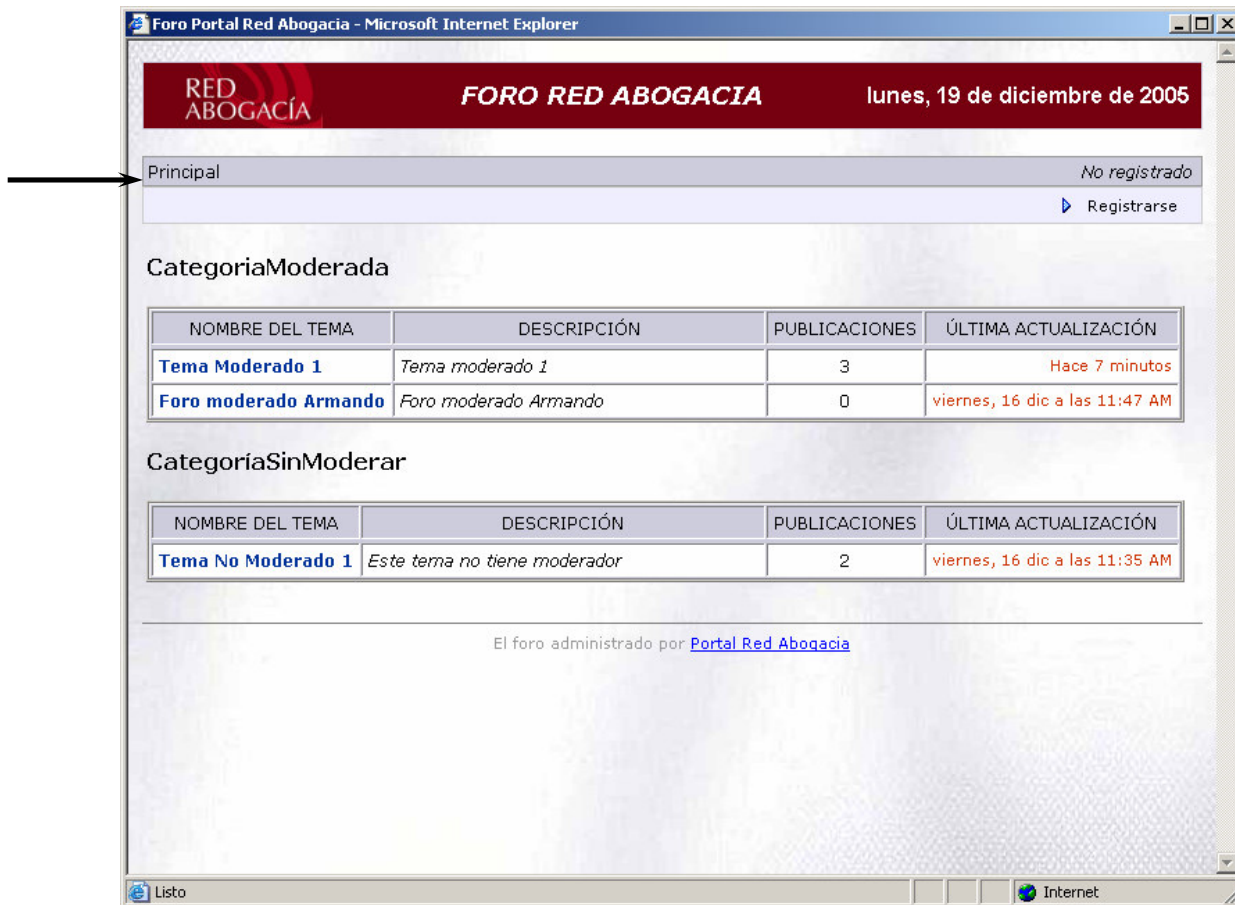 Foro Portal Red Abogacia - Microsoft Internet Explorer
RED
ABOGACÍA
FORO RED ABOGACIA
lunes, 19 de diciembre de 2005
Principal
No registrado
Registrarse
CategoriaModerada
NOMBRE DEL TEMA DESCRIPCIÓN PUBLICACIONES ÚLTIMA ACTUALIZACIÓN
Tema Moderado 1 Tema moderado 1 3 Hace 7 minutos
Foro moderado Armando Foro moderado Armando 0 viernes, 16 dic a las 11:47 AM
CategoríaSinModerar
NOMBRE DEL TEMA DESCRIPCIÓN PUBLICACIONES ÚLTIMA ACTUALIZACIÓN
Tema No Moderado 1 Este tema no tiene moderador 2 viernes, 16 dic a las 11:35 AM
El foro administrado por Portal Red Abogacia
Listo
Internet